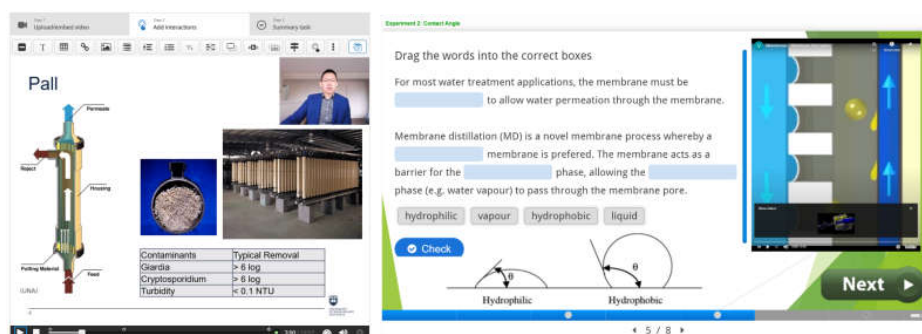 Upload/embed video
Add interactions
Summary task
Pall
Permeate
Reject
Housing
Potting Material
Feed
(UNA)
Contaminants Typical Removal
Giardia > 6 log
Cryptosporidium > 6 log
Turbidity < 0.1 NTU
Experiment 2: Contact Angle
Drag the words into the correct boxes
For most water treatment applications, the membrane must be
to allow water permeation through the membrane.
Membrane distillation (MD) is a novel membrane process whereby a
membrane is prefered. The membrane acts as a
barrier for the phase, allowing the
phase (e.g. water vapour) to pass through the membrane pore.
hydrophilic vapour hydrophobic liquid
Check
θ θ
Hydrophilic Hydrophobic
Next
5 / 8